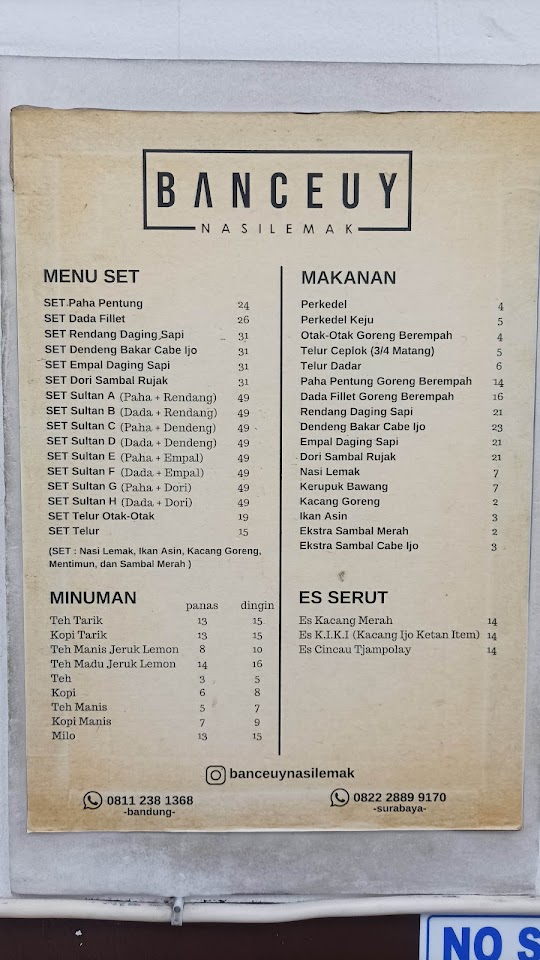 BANCEUY
NASILEMAK
MENU SET
SET Paha Pentung 24
SET Dada Fillet 26
SET Rendang Daging Sapi 31
SET Dendeng Bakar Cabe Ijo 31
SET Empal Daging Sapi 31
SET Dori Sambal Rujak 31
SET Sultan A (Paha + Rendang) 49
SET Sultan B (Dada + Rendang) 49
SET Sultan C (Paha + Dendeng) 49
SET Sultan D (Dada + Dendeng) 49
SET Sultan E (Paha + Empal) 49
SET Sultan F (Dada + Empal) 49
SET Sultan G (Paha + Dori) 49
SET Sultan H (Dada + Dori) 49
SET Telur Otak-Otak 19
SET Telur 15
(SET : Nasi Lemak, Ikan Asin, Kacang Goreng,
Mentimun, dan Sambal Merah )
MAKANAN
Perkedel 4
Perkedel Keju 5
Otak-Otak Goreng Berempah 4
Telur Ceplok (3/4 Matang) 5
Telur Dadar 6
Paha Pentung Goreng Berempah 14
Dada Fillet Goreng Berempah 16
Rendang Daging Sapi 21
Dendeng Bakar Cabe Ijo 23
Empal Daging Sapi 21
Dori Sambal Rujak 21
Nasi Lemak 7
Kerupuk Bawang 7
Kacang Goreng 2
Ikan Asin 3
Ekstra Sambal Merah 2
Ekstra Sambal Cabe Ijo 3
MINUMAN panas dingin
Teh Tarik 13 15
Kopi Tarik 13 15
Teh Manis Jeruk Lemon 8 10
Teh Madu Jeruk Lemon 14 16
Teh 3 5
Kopi 6 8
Teh Manis 5 7
Kopi Manis 7 9
Milo 13 15
ES SERUT
Es Kacang Merah 14
Es K.I.K.I (Kacang Ijo Ketan Item) 14
Es Cincau Tjampolay 14
banceuynasilemak
0811 238 1368
-bandung-
0822 2889 9170
-surabaya-
NO S